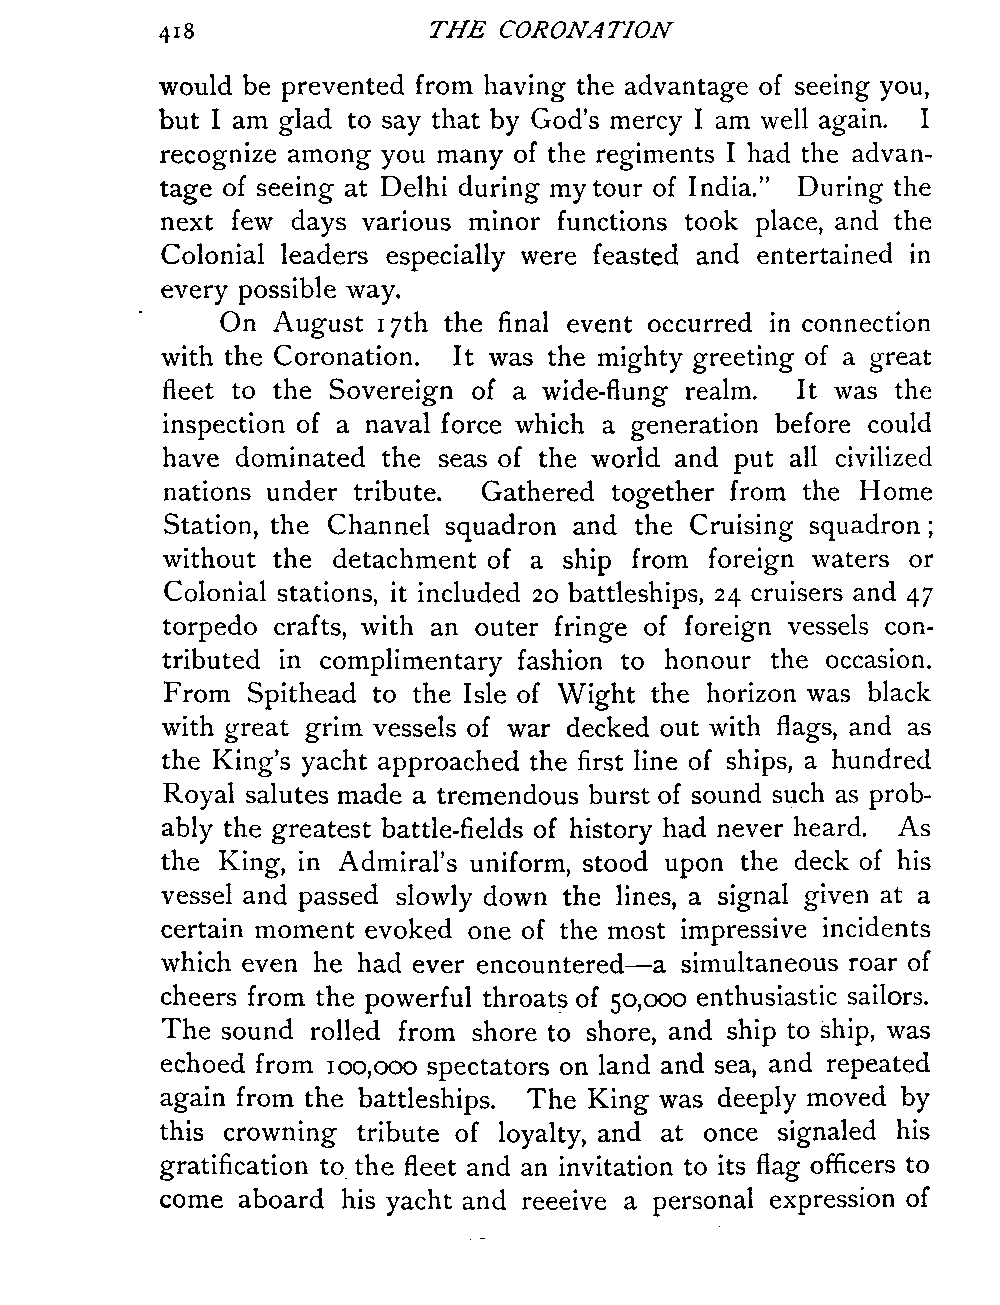 418 THE CORONATION
would be prevented from having the advantage of seeing you,
but I am glad to say that by God's mercy I am well again. I
recognize among you many of the regiments I had the advan-
tage of seeing at Delhi during my tour of India.” During the
next few days various minor functions took place, and the
Colonial leaders especially were feasted and entertained in
every possible way.
On August 17th the final event occurred in connection
with the Coronation. It was the mighty greeting of a great
fleet to the Sovereign of a wide-flung realm. It was the
inspection of a naval force which a generation before could
have dominated the seas of the world and put all civilized
nations under tribute. Gathered together from the Home
Station, the Channel squadron and the Cruising squadron;
without the detachment of a ship from foreign waters or
Colonial stations, it included 20 battleships, 24 cruisers and 47
torpedo crafts, with an outer fringe of foreign vessels con-
tributed in complimentary fashion to honour the occasion.
From Spithead to the Isle of Wight the horizon was black
with great grim vessels of war decked out with flags, and as
the King's yacht approached the first line of ships, a hundred
Royal salutes made a tremendous burst of sound such as prob-
ably the greatest battle-fields of history had never heard. As
the King, in Admiral's uniform, stood upon the deck of his
vessel and passed slowly down the lines, a signal given at a
certain moment evoked one of the most impressive incidents
which even he had ever encountered—a simultaneous roar of
cheers from the powerful throats of 50,000 enthusiastic sailors.
The sound rolled from shore to shore, and ship to ship, was
echoed from 100,000 spectators on land and sea, and repeated
again from the battleships. The King was deeply moved by
this crowning tribute of loyalty, and at once signaled his
gratification to the fleet and an invitation to its flag officers to
come aboard his yacht and reeeive a personal expression of